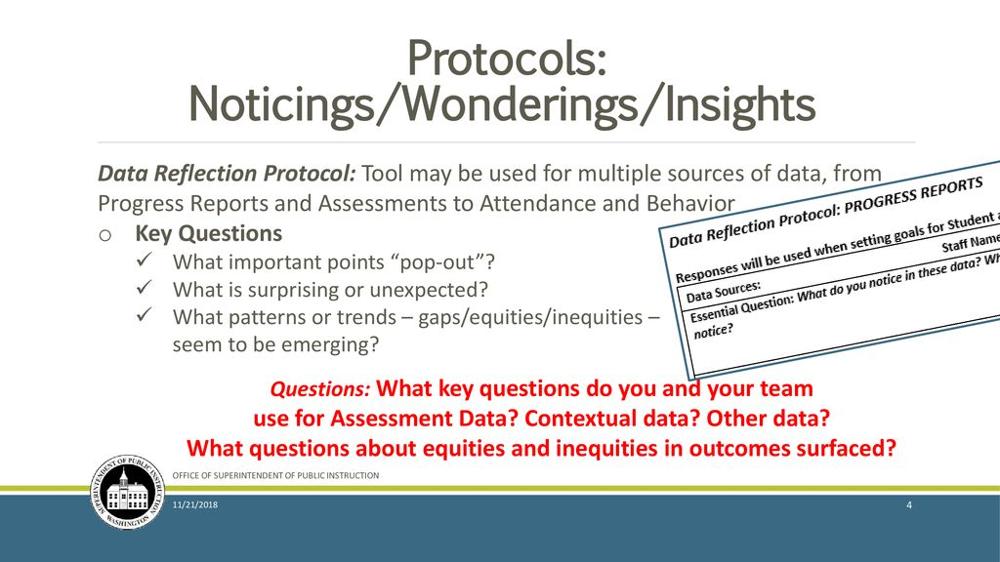 Protocols:
Noticings/Wonderings/Insights
Data Reflection Protocol: Tool may be used for multiple sources of data, from
Progress Reports and Assessments to Attendance and Behavior
o Key Questions
✓ What important points “pop-out”?
✓ What is surprising or unexpected?
✓ What patterns or trends – gaps/equities/inequities –
seem to be emerging?
Data Reflection Protocol: PROGRESS REPORTS
Responses will be used when setting goals for Student a
Staff Name
Data Sources:
Essential Question: What do you notice in these data? Wh
notice?
Questions: What key questions do you and your team
use for Assessment Data? Contextual data? Other data?
What questions about equities and inequities in outcomes surfaced?
OFFICE OF SUPERINTENDENT OF PUBLIC INSTRUCTION
SUPERINTENDENT OF PUBLIC INSTRUCTION
WASHINGTON
11/21/2018
4